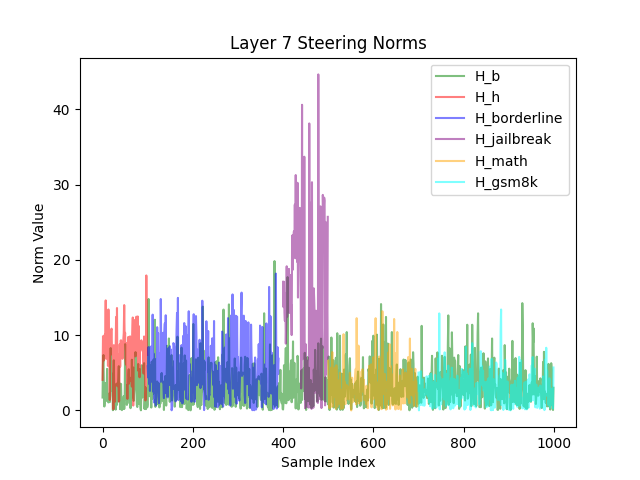 Layer 7 Steering Norms
H_b
H_h
H_borderline
H_jailbreak
H_math
H_gsm8k
Norm Value
40
30
20
10
0
0 200 400 600 800 1000
Sample Index